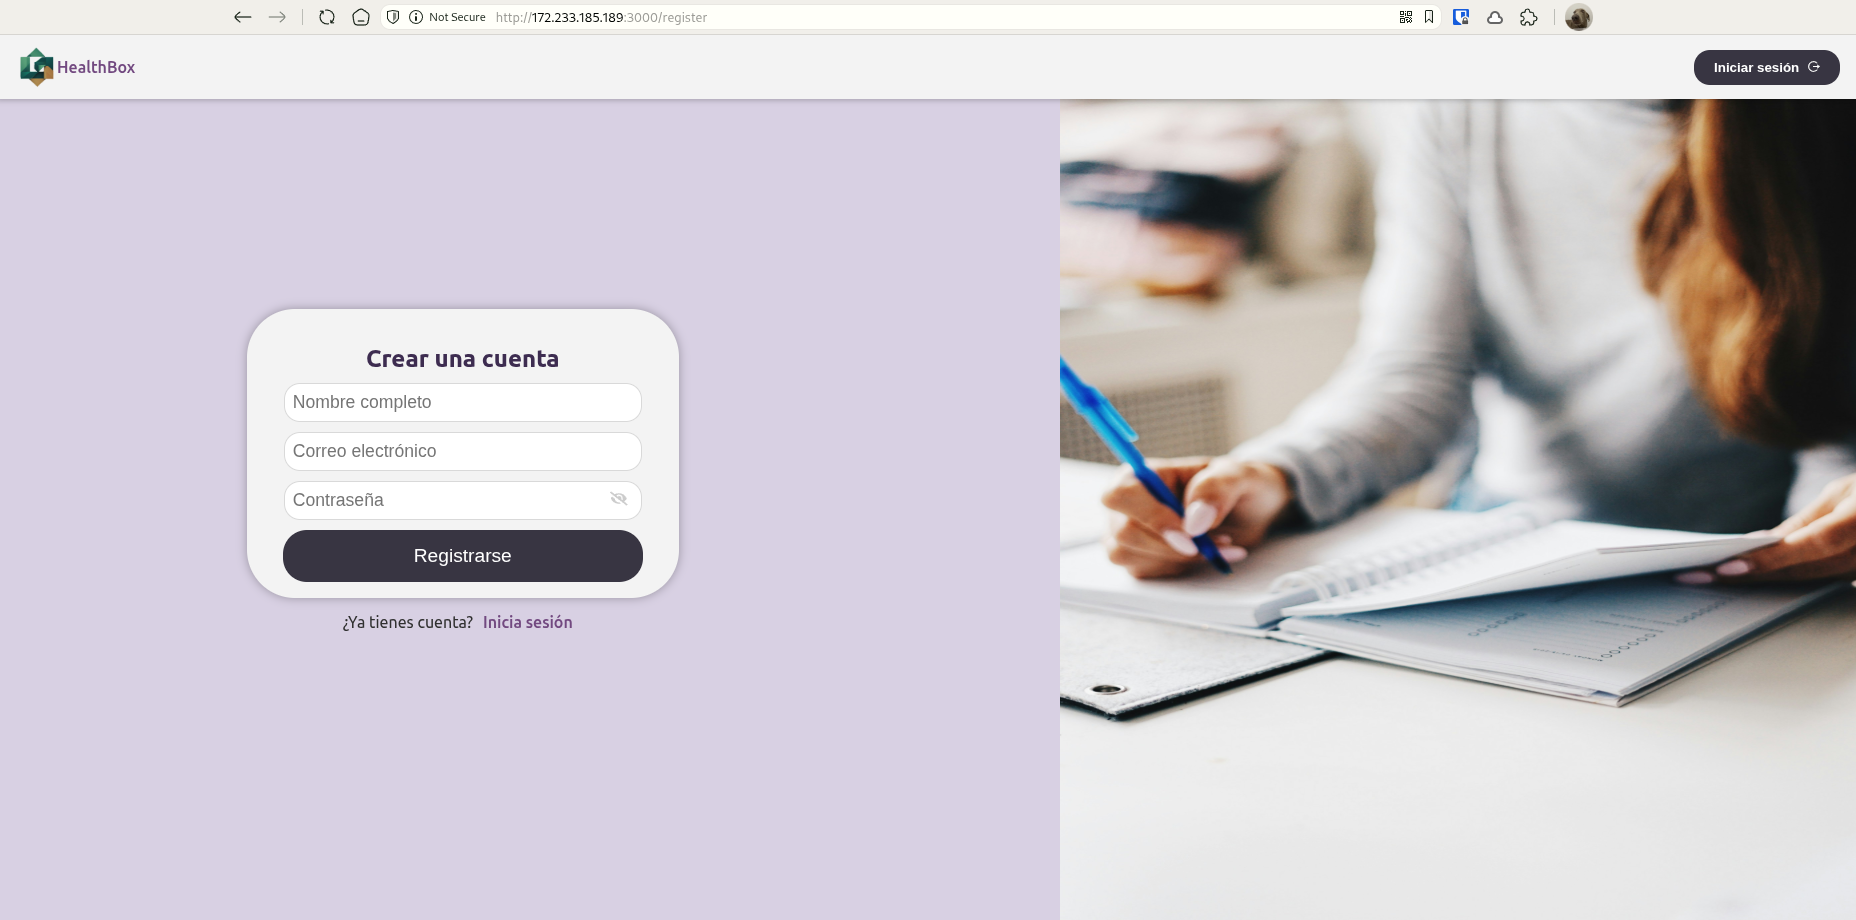 Not Secure http://172.233.185.189:3000/register
HealthBox
Iniciar sesión
Crear una cuenta
Nombre completo
Correo electrónico
Contraseña
Registrarse
¿Ya tienes cuenta? Inicia sesión